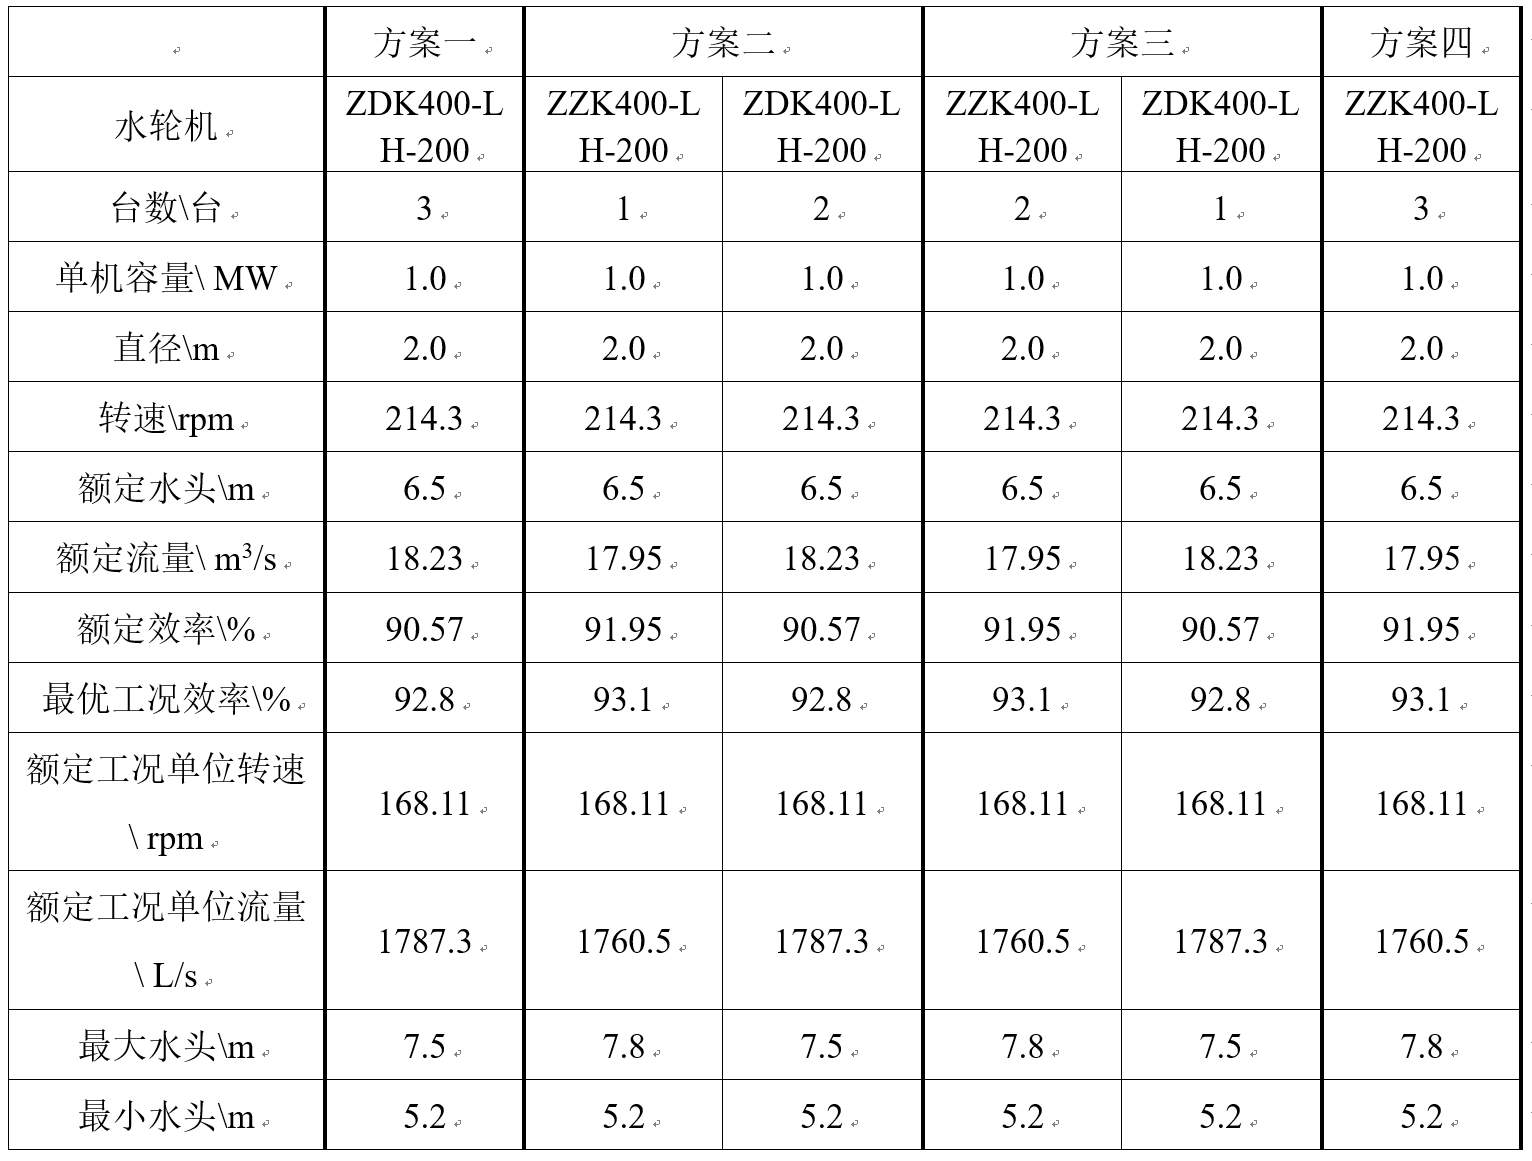 方案一 方案二 方案三 方案四
水轮机 ZDK400-L ZZK400-L ZDK400-L ZZK400-L ZDK400-L ZZK400-L
H-200 H-200 H-200 H-200 H-200 H-200
台数\台 3 1 2 2 1 3
单机容量\ MW 1.0 1.0 1.0 1.0 1.0 1.0
直径\m 2.0 2.0 2.0 2.0 2.0 2.0
转速\rpm 214.3 214.3 214.3 214.3 214.3 214.3
额定水头\m 6.5 6.5 6.5 6.5 6.5 6.5
额定流量\ m³/s 18.23 17.95 18.23 17.95 18.23 17.95
额定效率\% 90.57 91.95 90.57 91.95 90.57 91.95
最优工况效率\% 92.8 93.1 92.8 93.1 92.8 93.1
额定工况单位转速
\ rpm 168.11 168.11 168.11 168.11 168.11 168.11
额定工况单位流量
\ L/s 1787.3 1760.5 1787.3 1760.5 1787.3 1760.5
最大水头\m 7.5 7.8 7.5 7.8 7.5 7.8
最小水头\m 5.2 5.2 5.2 5.2 5.2 5.2